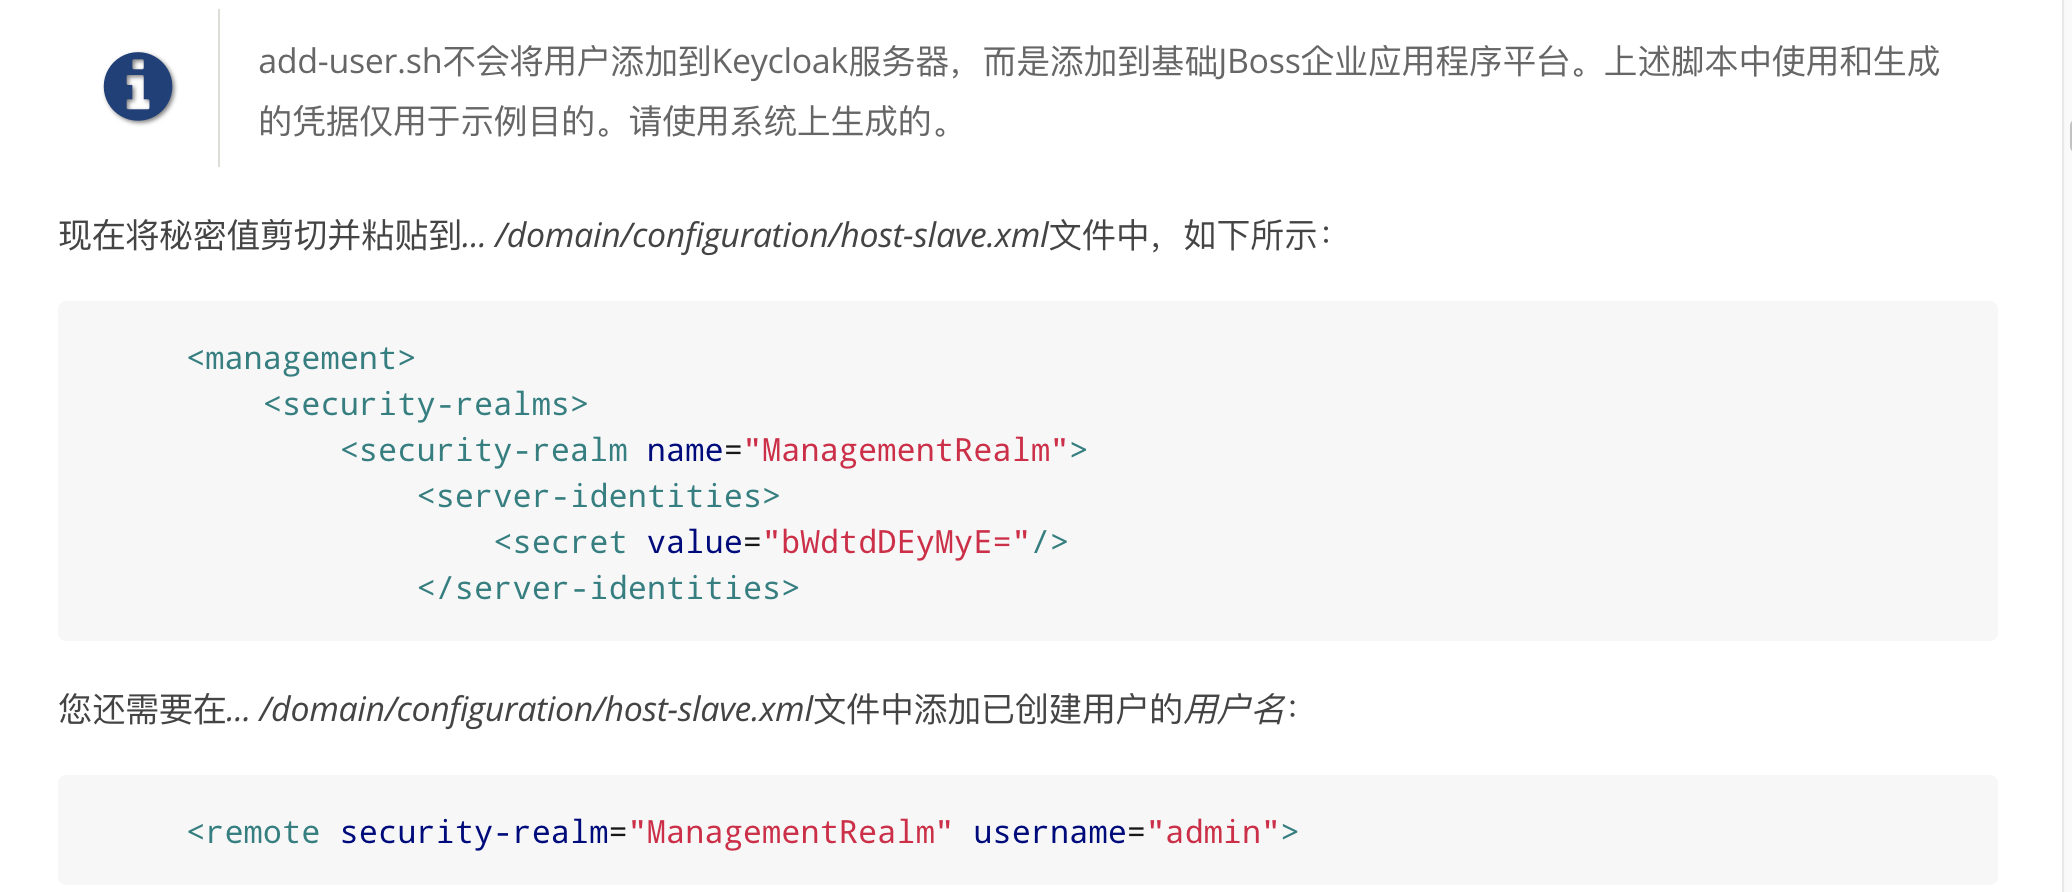 add-user.sh不会将用户添加到Keycloak服务器，而是添加到基础JBoss企业应用程序平台。上述脚本中使用和生成
的凭据仅用于示例目的。请使用系统上生成的。
现在将秘密值剪切并粘贴到... /domain/configuration/host-slave.xml文件中，如下所示：
<management>
<security-realms>
<security-realm name="ManagementRealm">
<server-identities>
<secret value="bWdtdDEyMyE="/>
</server-identities>
您还需要在... /domain/configuration/host-slave.xml文件中添加已创建用户的用户名：
<remote security-realm="ManagementRealm" username="admin">